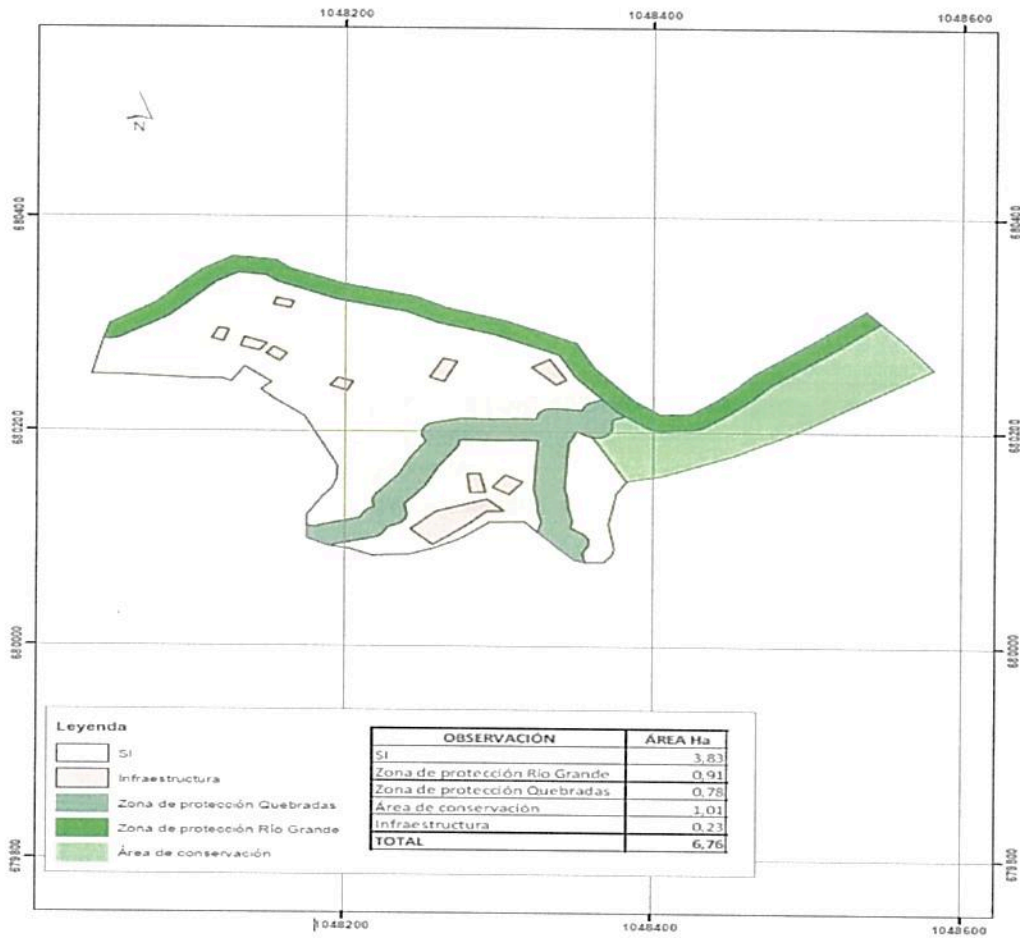 1048200 1048400 1048600
N
680400 680400
680200 680200
680000 680000
679800 679800
Leyenda
SI
Infraestructura
Zona de protección Quebradas
Zona de protección Río Grande
Área de conservación
OBSERVACIÓN ÁREA Ha
SI 3,83
Zona de protección Río Grande 0,91
Zona de protección Quebradas 0,78
Área de conservación 1,01
Infraestructura 0,23
TOTAL 6,76
1048200 1048400 1048600